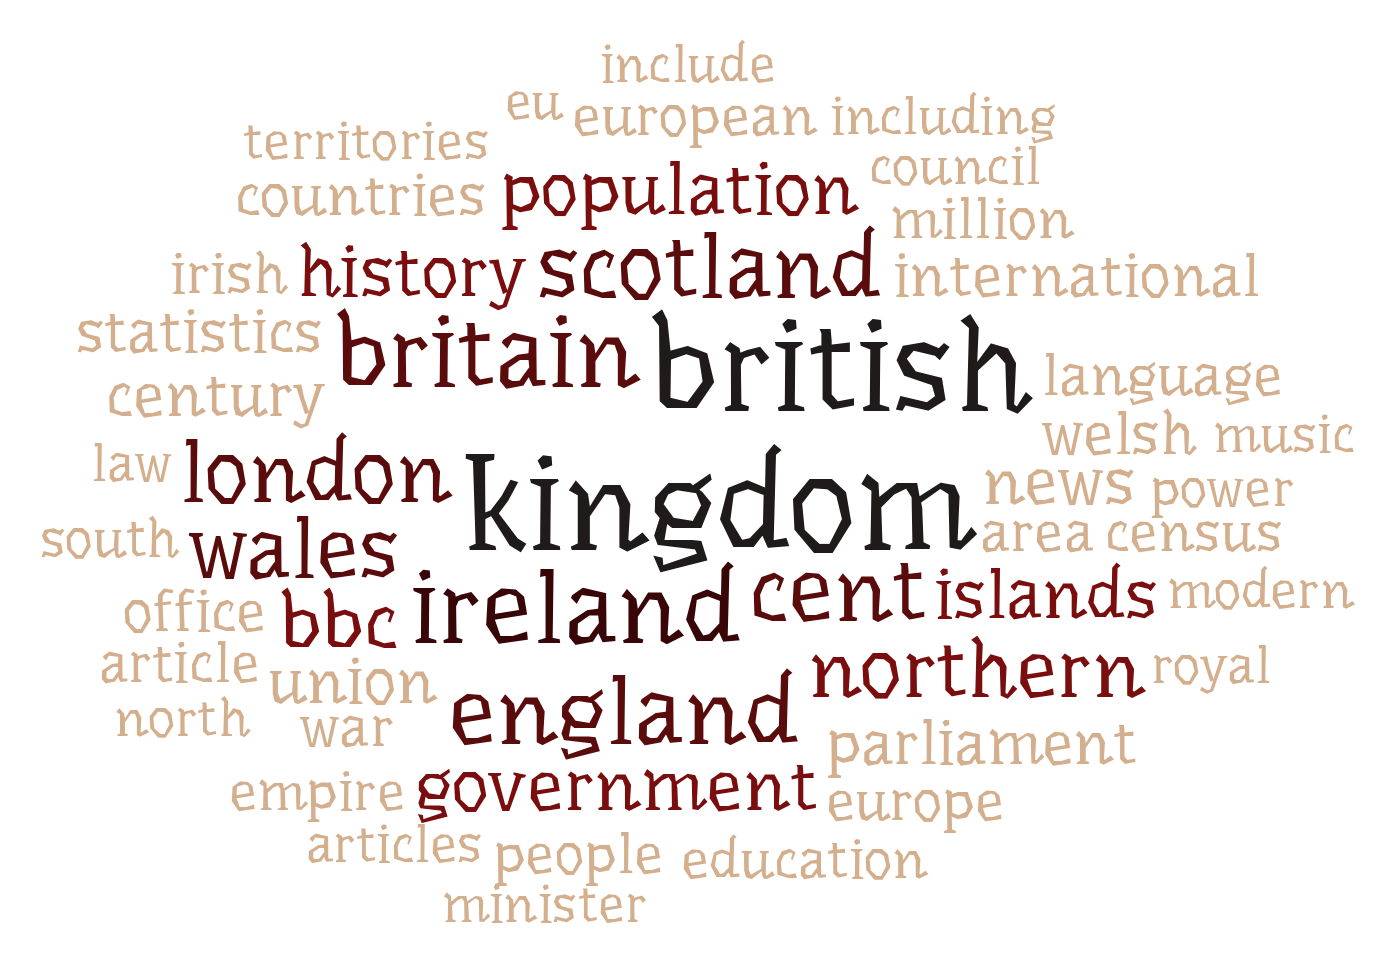 include
eu european including
territories council
countries population million
irish history scotland international
statistics britain british language
century welsh music
law london kingdom news power
south wales area census
office bbc ireland cent islands modern
article union northern royal
north war england parliament
empire government europe
articles people education
minister